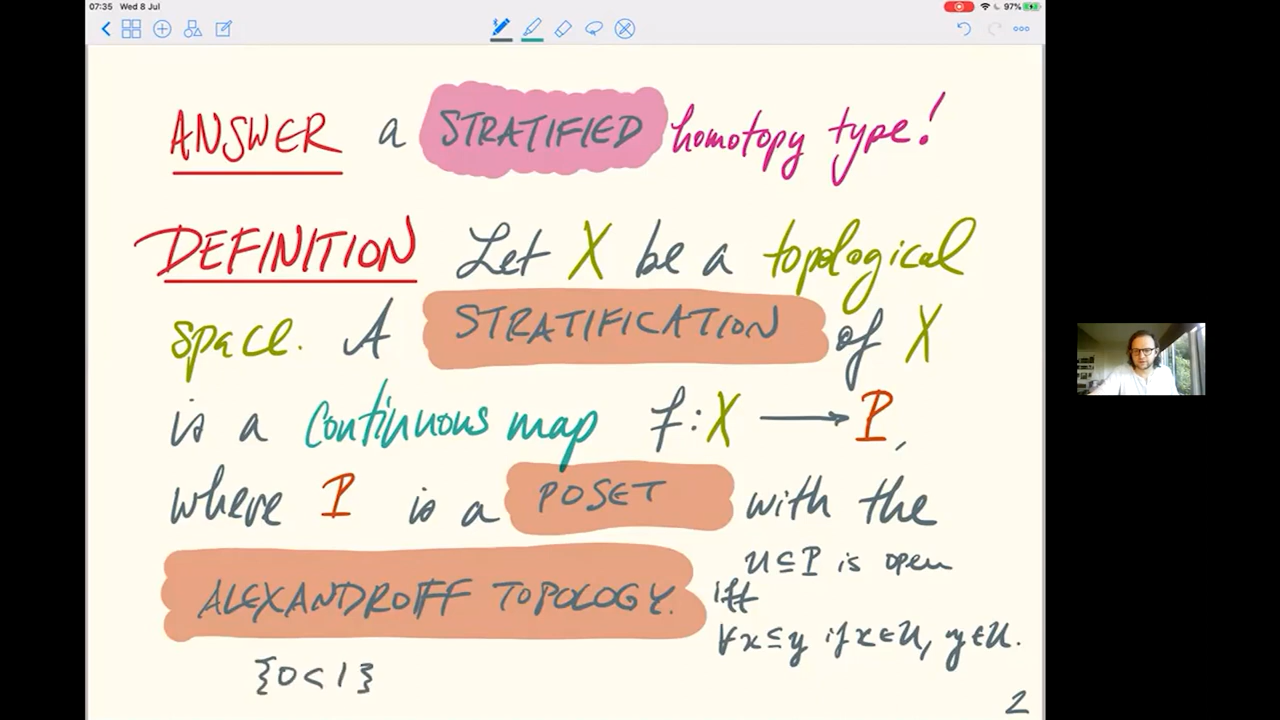 07:35 Wed 8 Jul 97%
ANSWER a STRATIFIED homotopy type!
DEFINITION Let X be a topological
space. A STRATIFICATION of X
is a continuous map f: X ⟶ P,
where P is a POSET with the
ALEXANDROFF TOPOLOGY.
U ⊆ P is open
iff
∀x ≤ y if x ∈ U, y ∈ U.
{0 < 1}
2